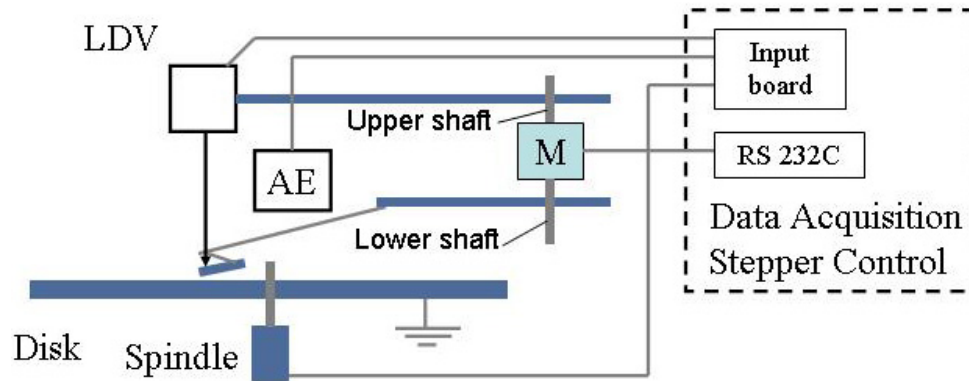 LDV
Input
board
Upper shaft
M
RS 232C
AE
Lower shaft
Data Acquisition
Stepper Control
Disk
Spindle